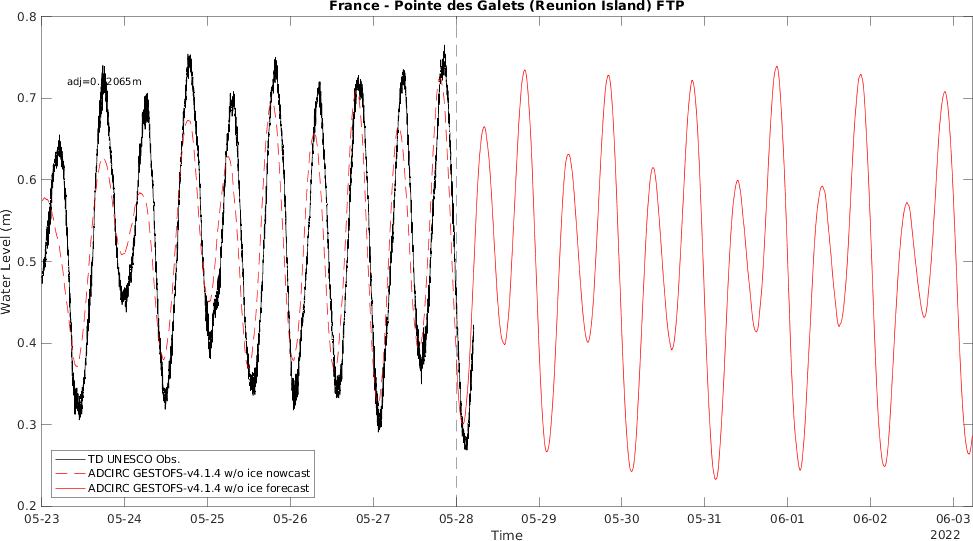 France - Pointe des Galets (Reunion Island) FTP
0.8
0.7
0.6
0.5
0.4
0.3
0.2
Water Level (m)
TD UNESCO Obs.
ADCIRC GESTOFS-v4.1.4 w/o ice nowcast
ADCIRC GESTOFS-v4.1.4 w/o ice forecast
05-23 05-24 05-25 05-26 05-27 05-28 05-29 05-30 05-31 06-01 06-02 06-03
Time 2022